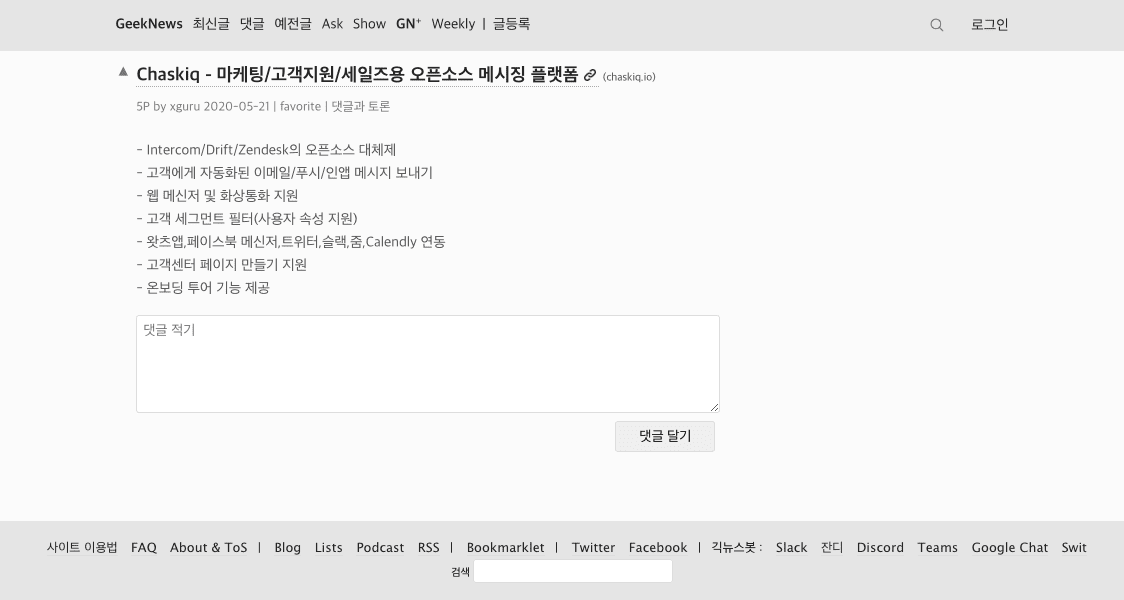 GeekNews 최신글 댓글 예전글 Ask Show GN⁺ Weekly | 글등록 로그인
▲ Chaskiq - 마케팅/고객지원/세일즈용 오픈소스 메시징 플랫폼 (chaskiq.io)
5P by xguru 2020-05-21 | favorite | 댓글과 토론
- Intercom/Drift/Zendesk의 오픈소스 대체제
- 고객에게 자동화된 이메일/푸시/인앱 메시지 보내기
- 웹 메신저 및 화상통화 지원
- 고객 세그먼트 필터(사용자 속성 지원)
- 왓츠앱,페이스북 메신저,트위터,슬랙,줌,Calendly 연동
- 고객센터 페이지 만들기 지원
- 온보딩 투어 기능 제공
댓글 적기
댓글 달기
사이트 이용법 FAQ About & ToS | Blog Lists Podcast RSS | Bookmarklet | Twitter Facebook | 긱뉴스봇 : Slack 잔디 Discord Teams Google Chat Swit
검색